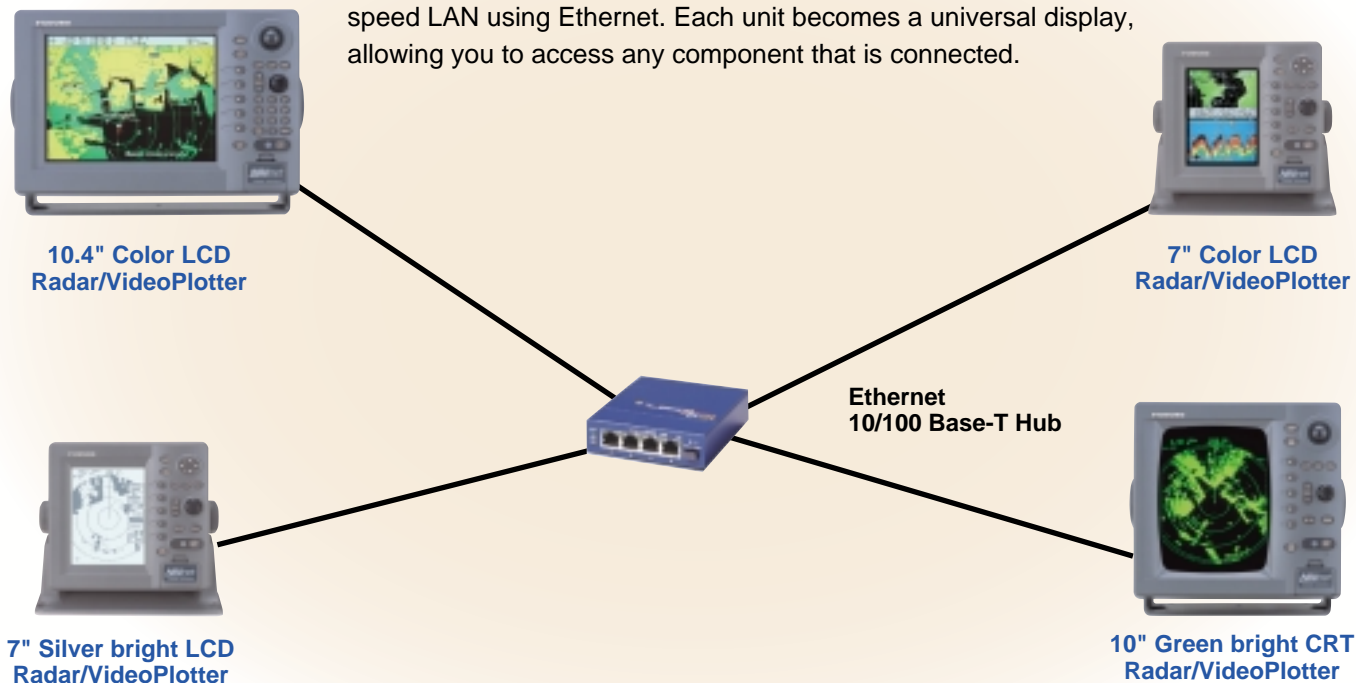 speed LAN using Ethernet. Each unit becomes a universal display,
allowing you to access any component that is connected.
10.4" Color LCD
Radar/VideoPlotter
7" Color LCD
Radar/VideoPlotter
Ethernet
10/100 Base-T Hub
7" Silver bright LCD
Radar/VideoPlotter
10" Green bright CRT
Radar/VideoPlotter